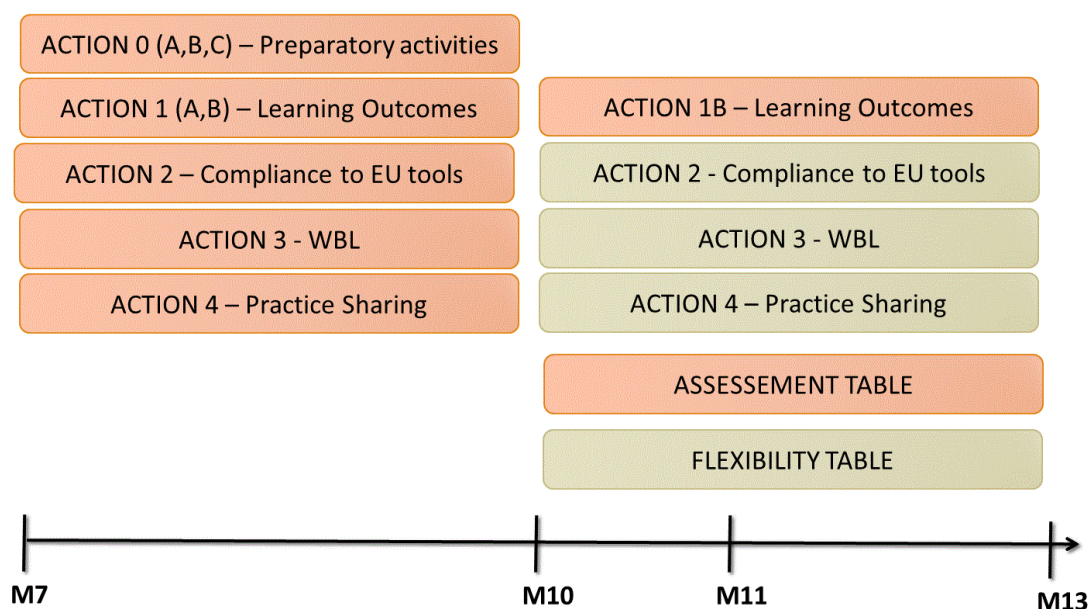 ACTION 0 (A,B,C) – Preparatory activities
ACTION 1 (A,B) – Learning Outcomes
ACTION 1B – Learning Outcomes
ACTION 2 – Compliance to EU tools
ACTION 2 - Compliance to EU tools
ACTION 3 - WBL
ACTION 3 - WBL
ACTION 4 – Practice Sharing
ACTION 4 – Practice Sharing
ASSESSEMENT TABLE
FLEXIBILITY TABLE
M7
M10
M11
M13